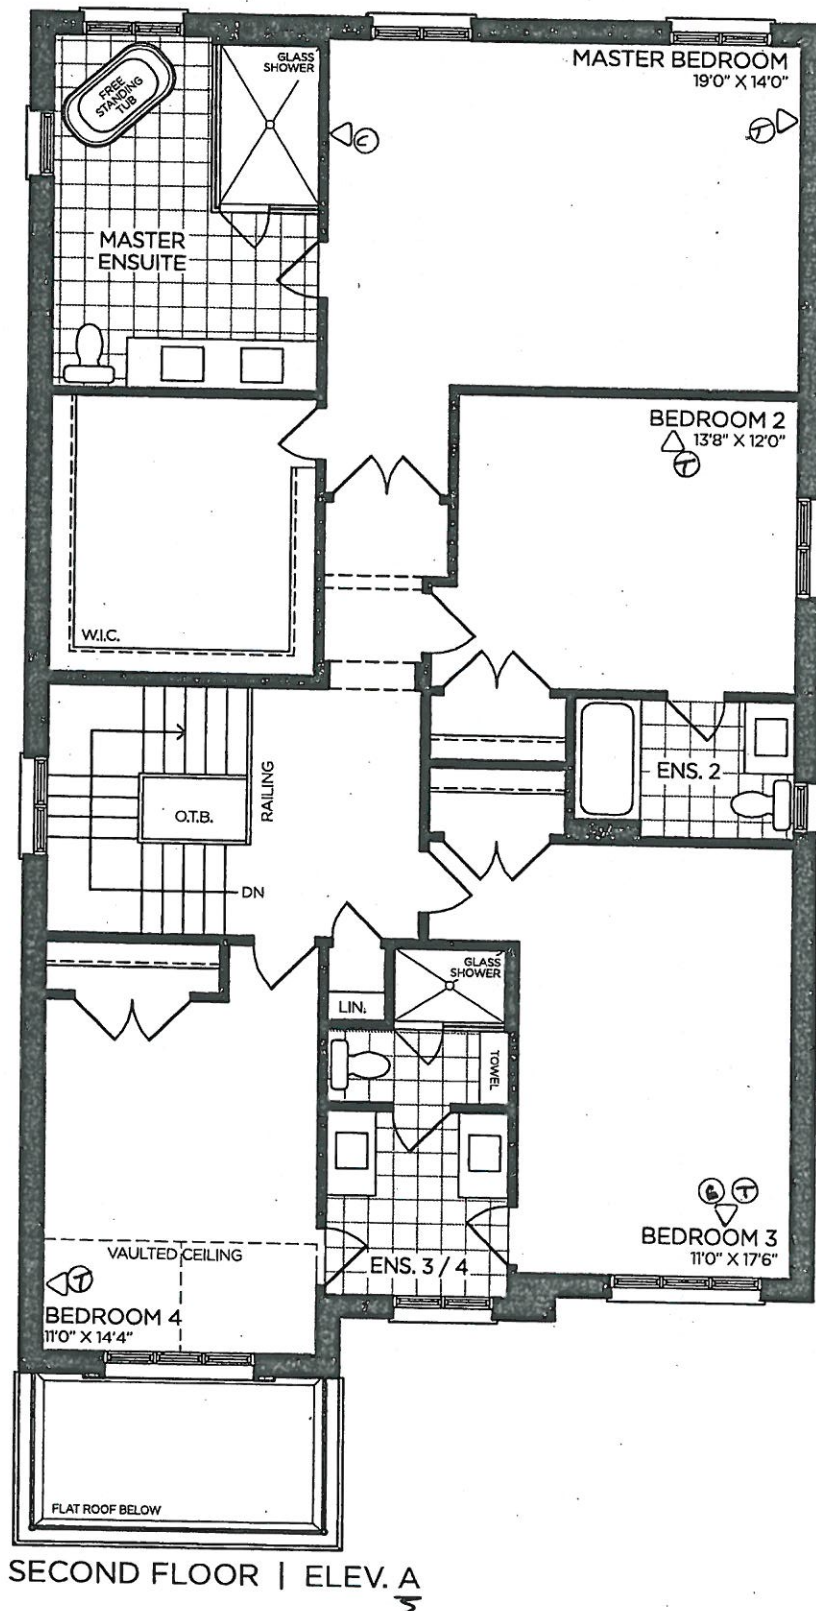 GLASS
SHOWER
FREE
STANDING
TUB
MASTER BEDROOM
19'0" X 14'0"
T
C
MASTER
ENSUITE
BEDROOM 2
13'8" X 12'0"
T
W.I.C.
ENS. 2
RAILING
O.T.B.
DN
GLASS
SHOWER
LIN.
TOWEL
T
BEDROOM 3
11'0" X 17'6"
VAULTED CEILING
ENS. 3 / 4
T
BEDROOM 4
11'0" X 14'4"
FLAT ROOF BELOW
SECOND FLOOR | ELEV. A